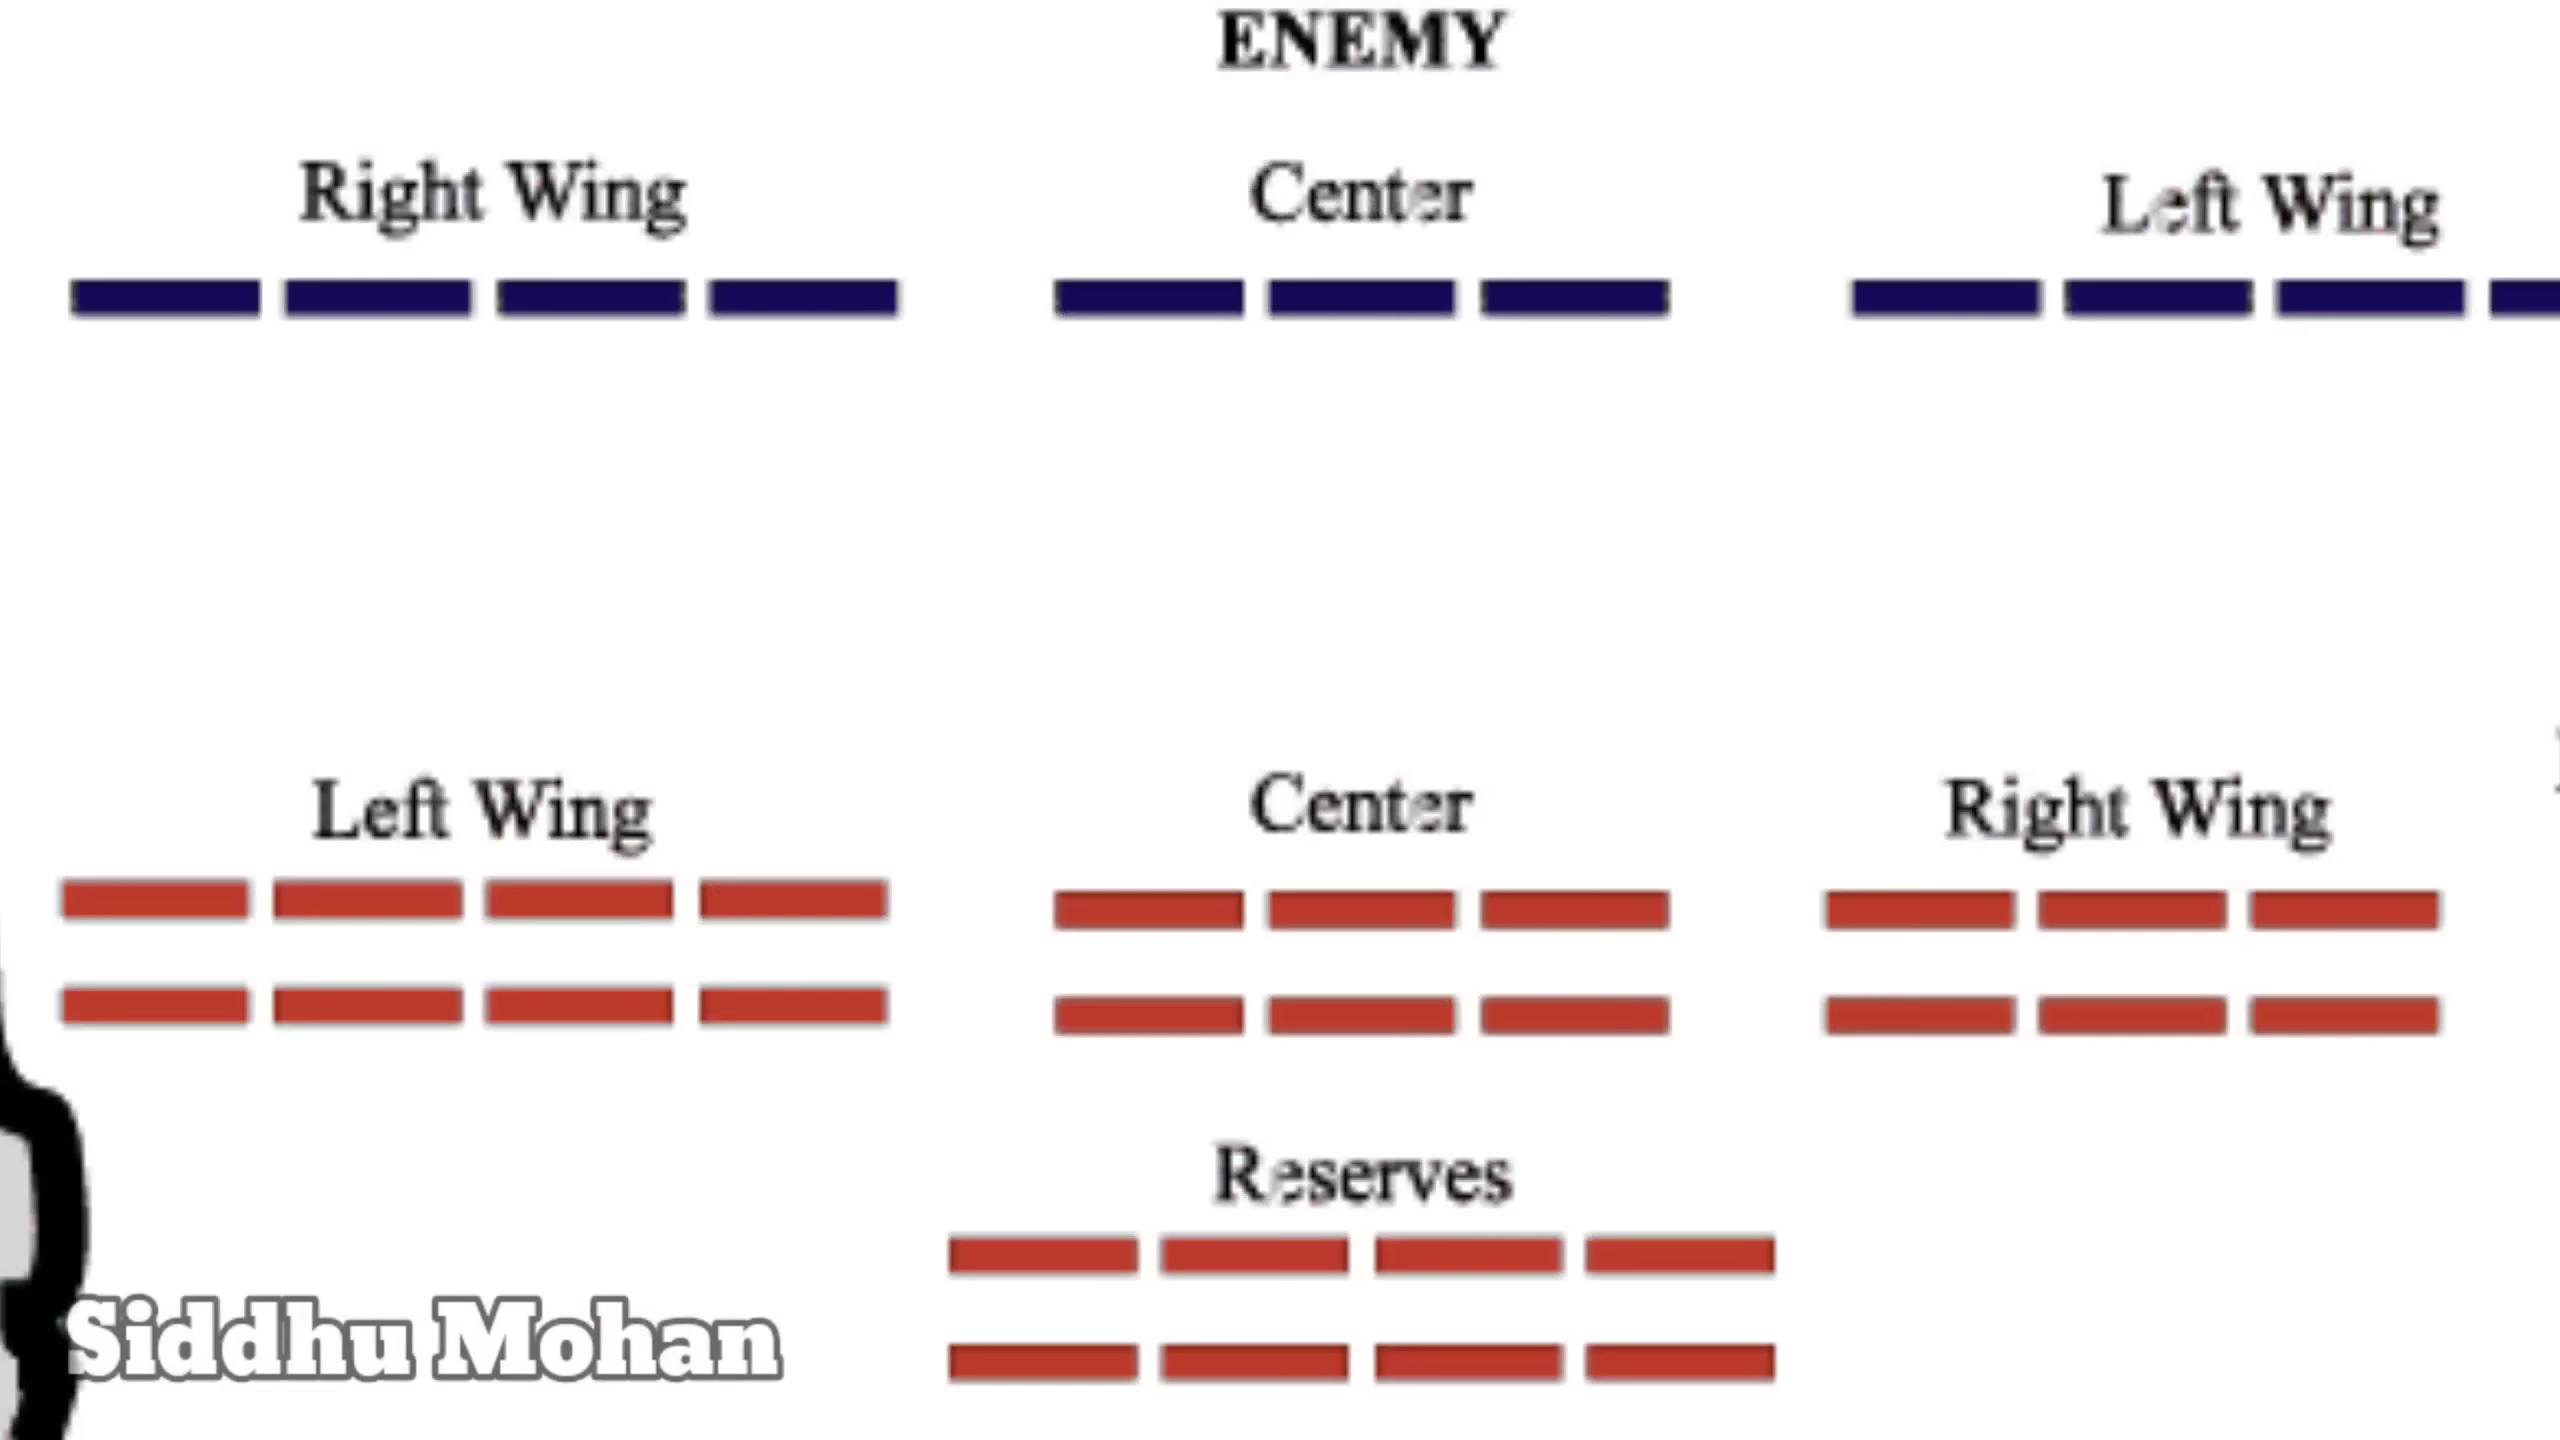 ENEMY
Right Wing Center Left Wing
Left Wing Center Right Wing
Reserves
Siddhu Mohan